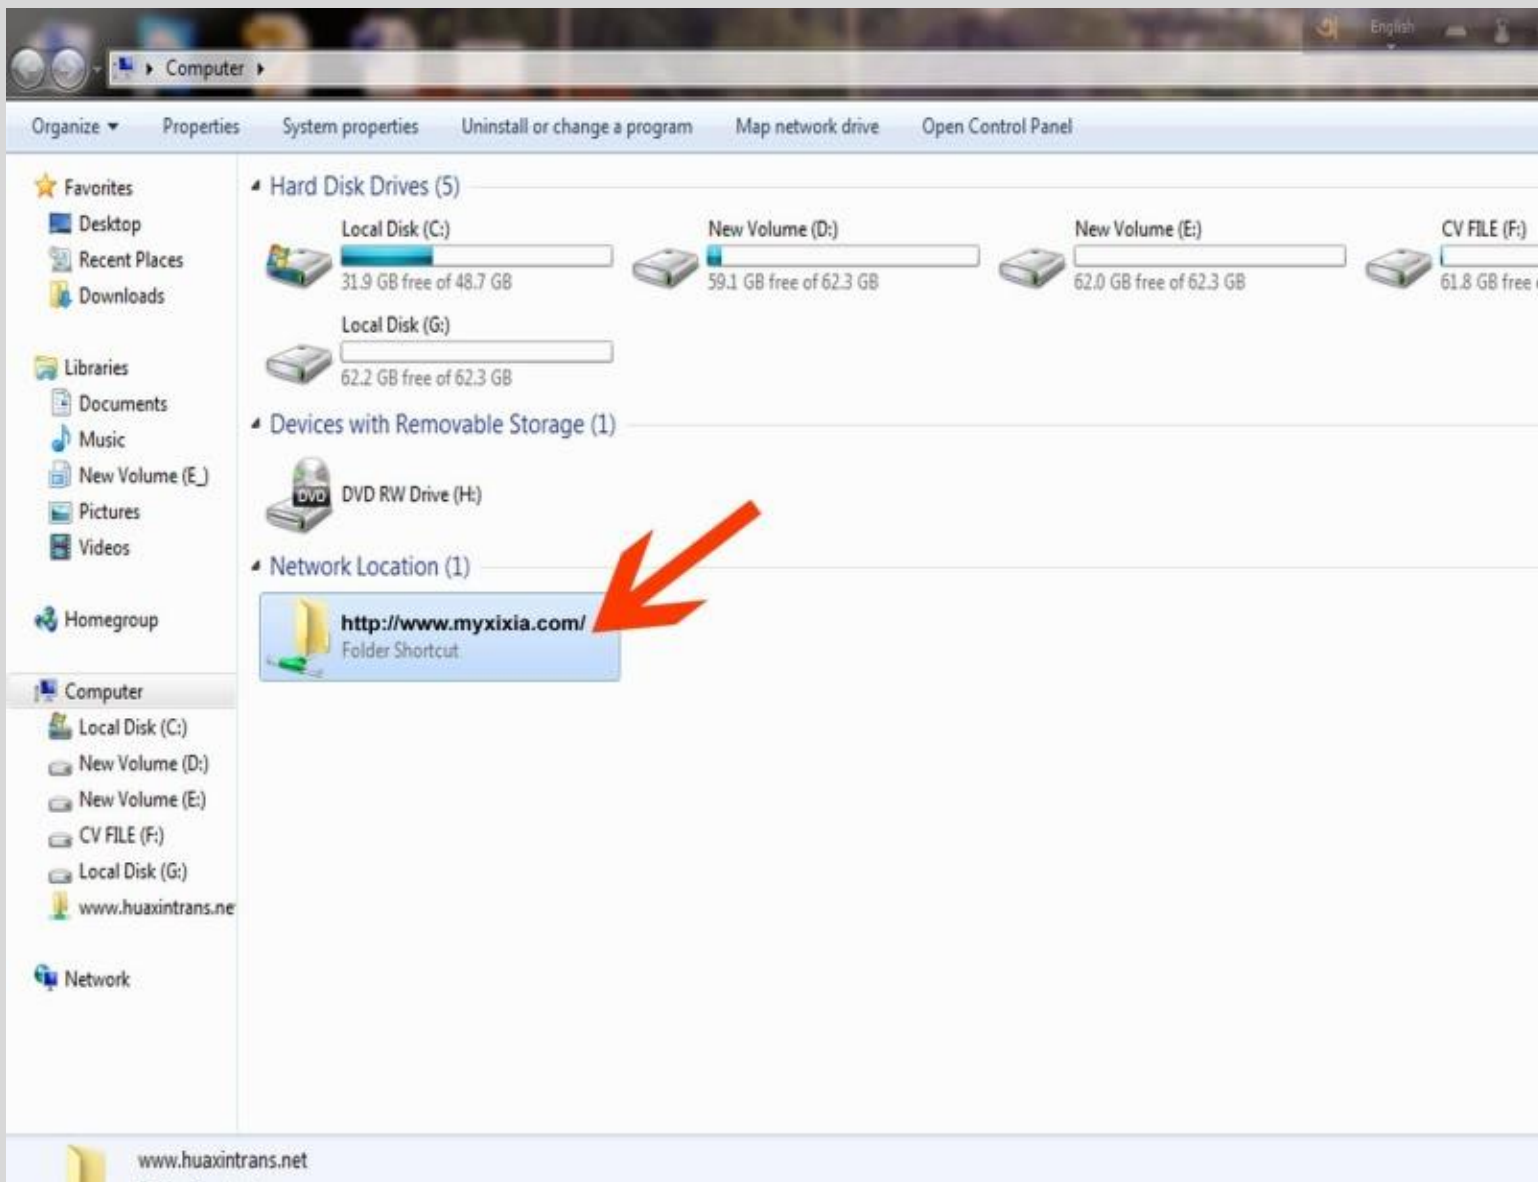 English
Computer
Organize
Properties
System properties
Uninstall or change a program
Map network drive
Open Control Panel
Favorites
Desktop
Recent Places
Downloads
Libraries
Documents
Music
New Volume (E_)
Pictures
Videos
Homegroup
Computer
Local Disk (C:)
New Volume (D:)
New Volume (E:)
CV FILE (F:)
Local Disk (G:)
www.huaxintrans.ne
Network
Hard Disk Drives (5)
Local Disk (C:)
31.9 GB free of 48.7 GB
New Volume (D:)
59.1 GB free of 62.3 GB
New Volume (E:)
62.0 GB free of 62.3 GB
CV FILE (F:)
61.8 GB free
Local Disk (G:)
62.2 GB free of 62.3 GB
Devices with Removable Storage (1)
DVD
DVD RW Drive (H:)
Network Location (1)
http://www.myxixia.com/
Folder Shortcut
www.huaxintrans.net